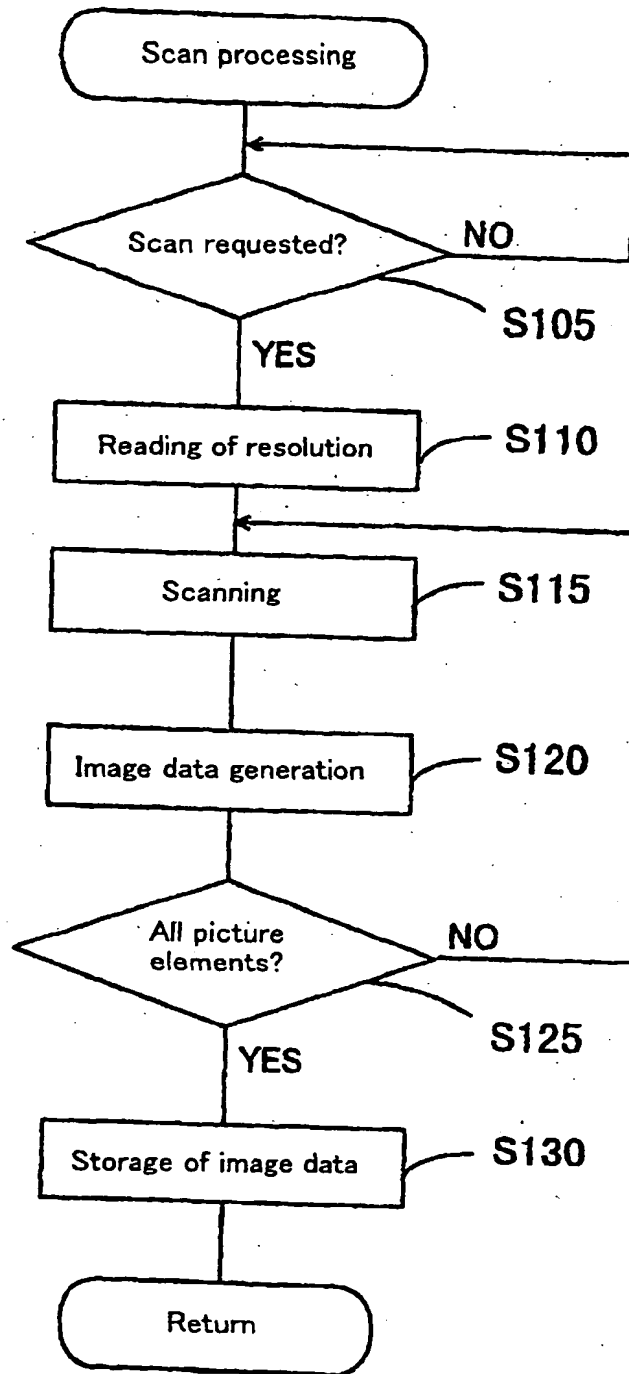 Scan processing
Scan requested?
NO
S105
YES
Reading of resolution
S110
Scanning
S115
Image data generation
S120
All picture
elements?
NO
S125
YES
Storage of image data
S130
Return